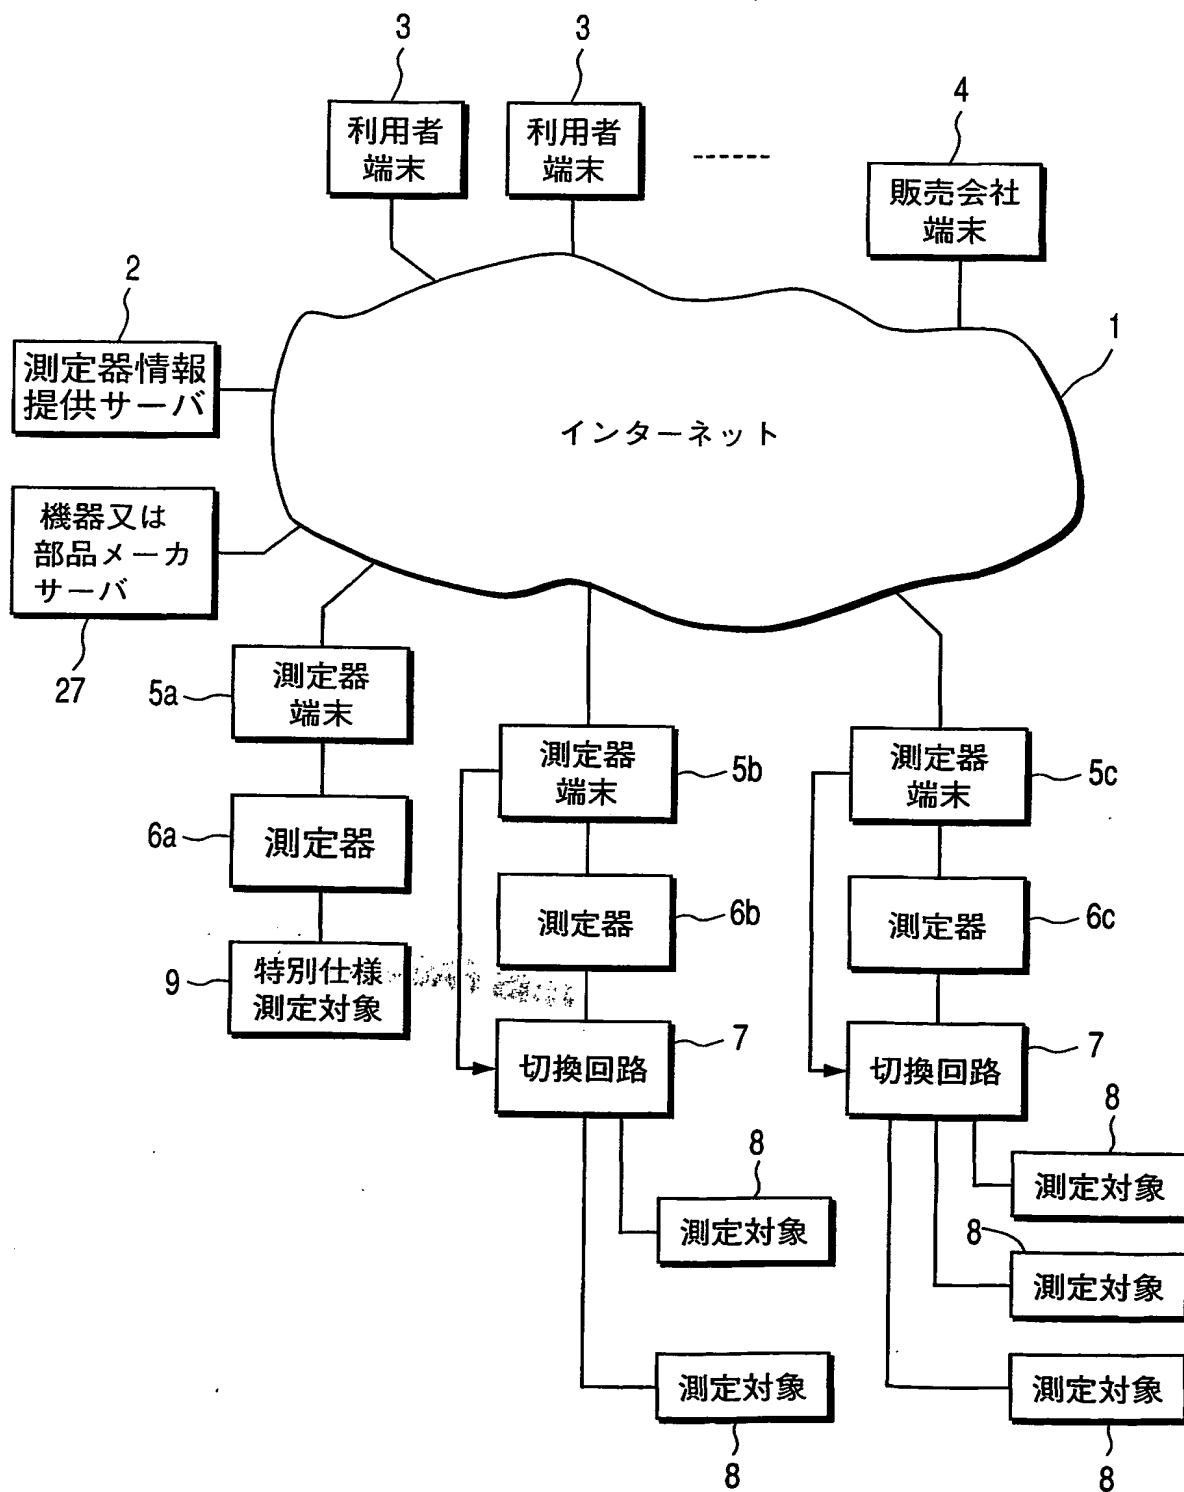 3
3
利用者
端末
利用者
端末
4
販売会社
端末
2
測定器情報
提供サーバ
1
インターネット
機器又は
部品メーカ
サーバ
27
5a
測定器
端末
測定器
端末
5b
測定器
端末
5c
6a
測定器
測定器
6b
測定器
6c
9
特別仕様
測定対象
切換回路
7
切換回路
7
8
測定対象
8
測定対象
8
測定対象
測定対象
8
測定対象
8